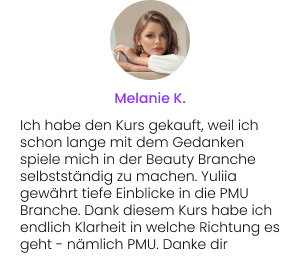 Melanie K.
Ich habe den Kurs gekauft, weil ich
schon lange mit dem Gedanken
spiele mich in der Beauty Branche
selbstständig zu machen. Yuliia
gewährt tiefe Einblicke in die PMU
Branche. Dank diesem Kurs habe ich
endlich Klarheit in welche Richtung es
geht - nämlich PMU. Danke dir